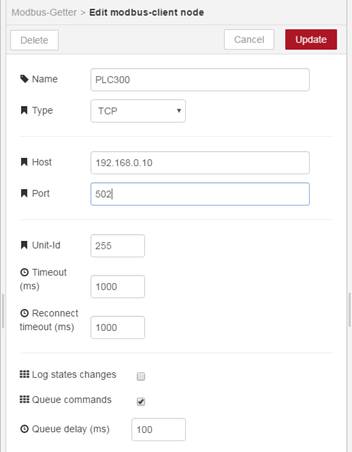 Modbus-Getter > Edit modbus-client node
Delete Cancel Update
Name PLC300
Type TCP
Host 192.168.0.10
Port 502
Unit-Id 255
Timeout
(ms) 1000
Reconnect
timeout (ms) 1000
Log states changes
Queue commands
Queue delay (ms) 100